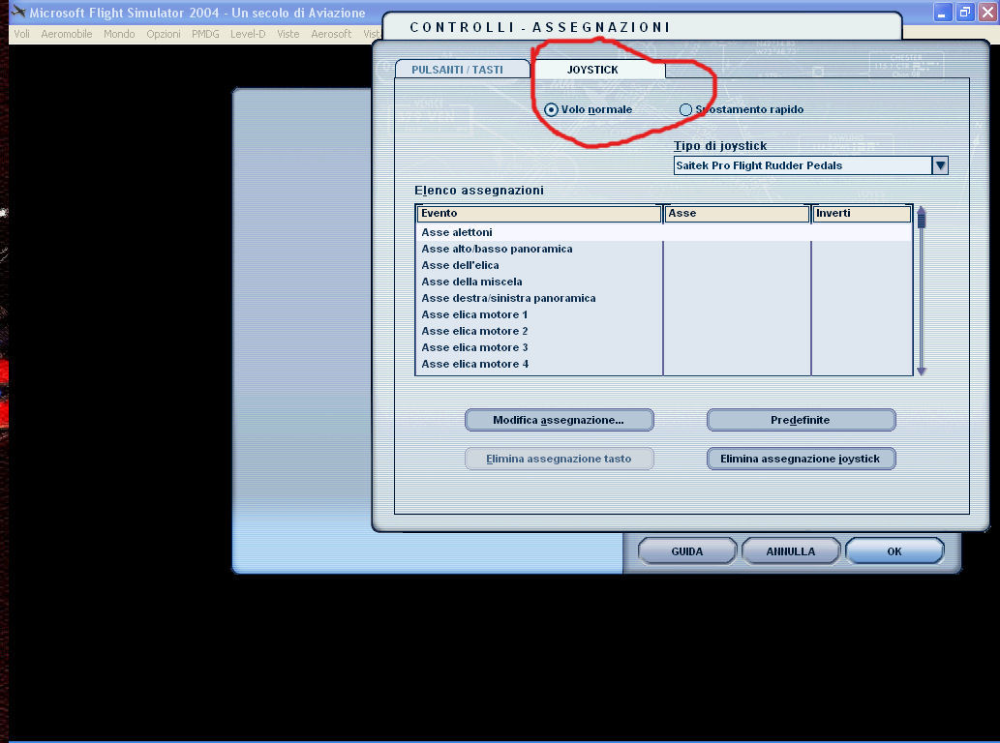 Microsoft Flight Simulator 2004 - Un secolo di Aviazione
Voli Aeromobile Mondo Opzioni PMDG Level-D Viste Aerosoft Vist
CONTROLLI - ASSEGNAZIONI
PULSANTI / TASTI JOYSTICK
Volo normale Spostamento rapido
Tipo di joystick
Saitek Pro Flight Rudder Pedals
Elenco assegnazioni
Evento Asse Inverti
Asse alettoni
Asse alto/basso panoramica
Asse dell'elica
Asse della miscela
Asse destra/sinistra panoramica
Asse elica motore 1
Asse elica motore 2
Asse elica motore 3
Asse elica motore 4
Modifica assegnazione... Predefinite
Elimina assegnazione tasto Elimina assegnazione joystick
GUIDA ANNULLA OK